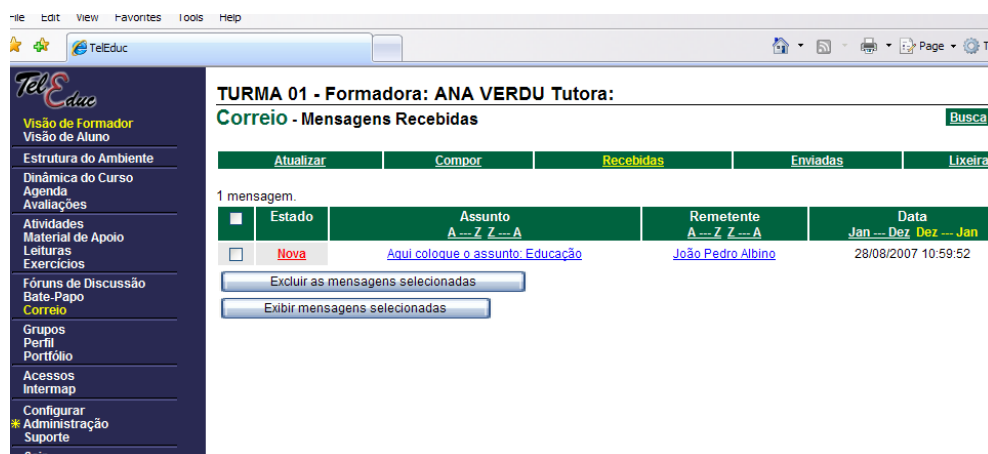 File Edit View Favorites Tools Help
TelEduc
Page
TelEduc
TURMA 01 - Formadora: ANA VERDU Tutora:
Correio - Mensagens Recebidas
Busca
Atualizar Compor Recebidas Enviadas Lixeira
1 mensagem.
Estado Assunto Remetente Data
A --- Z Z --- A A --- Z Z --- A Jan --- Dez Dez --- Jan
Nova Aqui coloque o assunto: Educação João Pedro Albino 28/08/2007 10:59:52
Excluir as mensagens selecionadas
Exibir mensagens selecionadas
Visão de Formador
Visão de Aluno
Estrutura do Ambiente
Dinâmica do Curso
Agenda
Avaliações
Atividades
Material de Apoio
Leituras
Exercícios
Fóruns de Discussão
Bate-Papo
Correio
Grupos
Perfil
Portfólio
Acessos
Intermap
Configurar
* Administração
Suporte